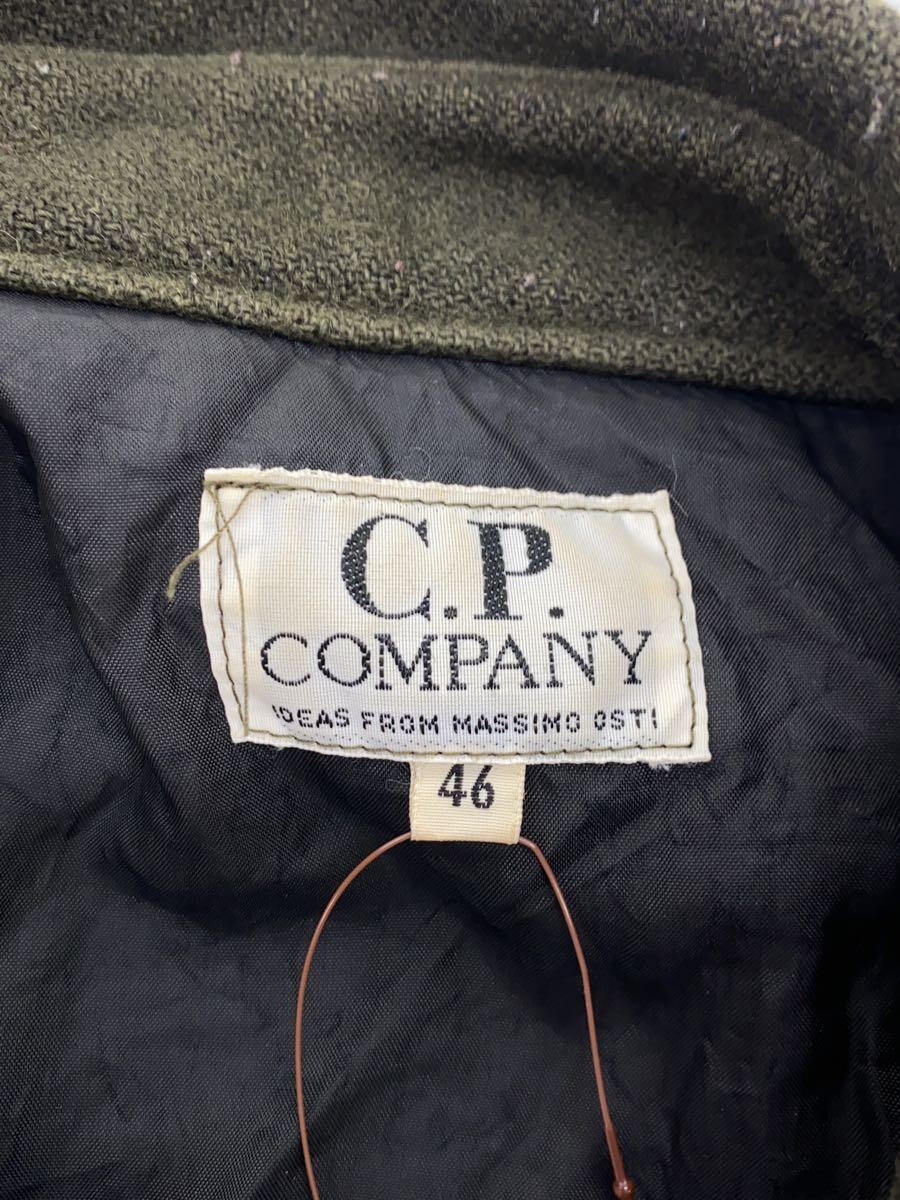 C.P.
COMPANY
IDEAS FROM MASSIMO OSTI
46